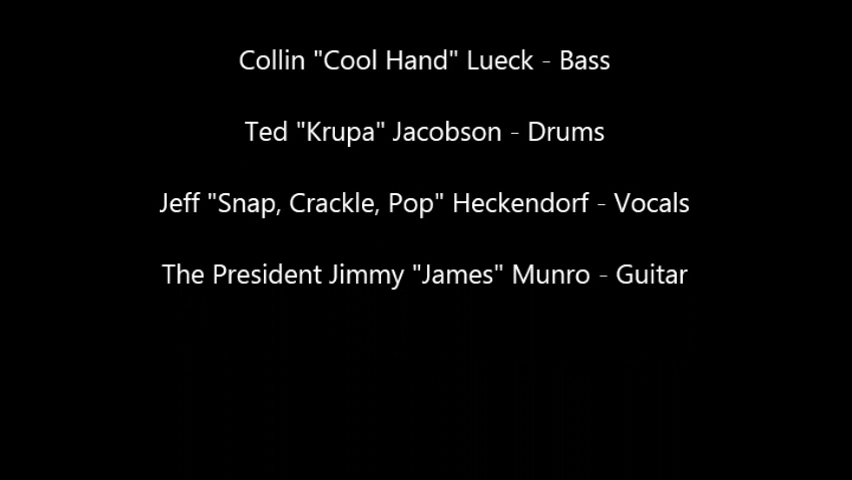 Collin "Cool Hand" Lueck - Bass
Ted "Krupa" Jacobson - Drums
Jeff "Snap, Crackle, Pop" Heckendorf - Vocals
The President Jimmy "James" Munro - Guitar